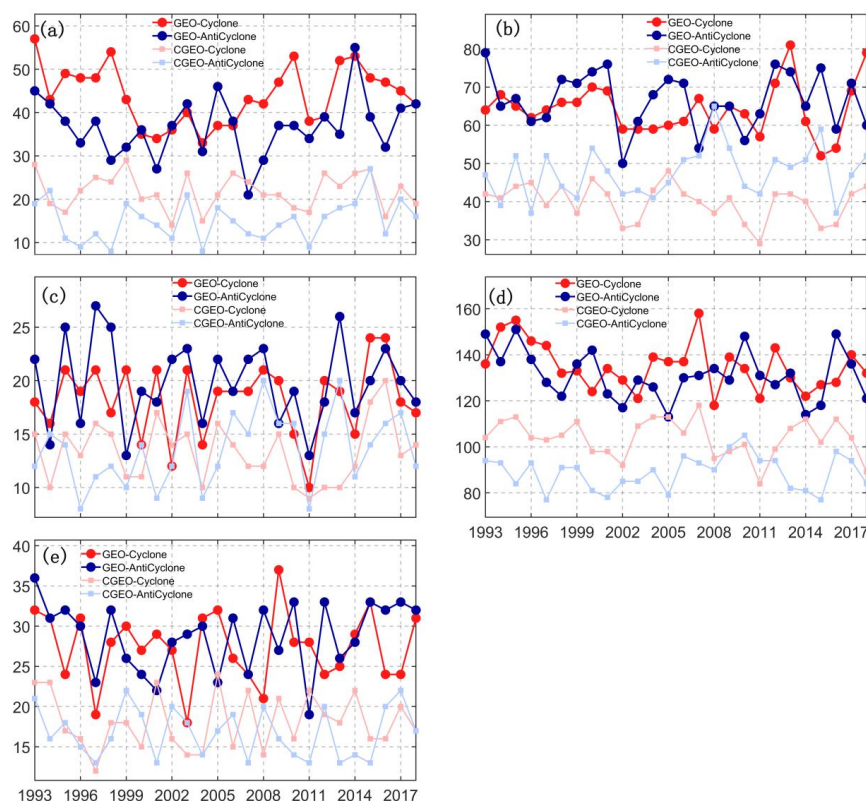 (a)
GEO-Cyclone
GEO-AntiCyclone
CGEO-Cyclone
CGEO-AntiCyclone
60
50
40
30
20
10
(b)
GEO-Cyclone
GEO-AntiCyclone
CGEO-Cyclone
CGEO-AntiCyclone
80
70
60
50
40
30
(c)
GEO-Cyclone
GEO-AntiCyclone
CGEO-Cyclone
CGEO-AntiCyclone
25
20
15
10
(d)
GEO-Cyclone
GEO-AntiCyclone
CGEO-Cyclone
CGEO-AntiCyclone
160
140
120
100
80
1993 1996 1999 2002 2005 2008 2011 2014 2017
(e)
GEO-Cyclone
GEO-AntiCyclone
CGEO-Cyclone
CGEO-AntiCyclone
40
35
30
25
20
15
1993 1996 1999 2002 2005 2008 2011 2014 2017